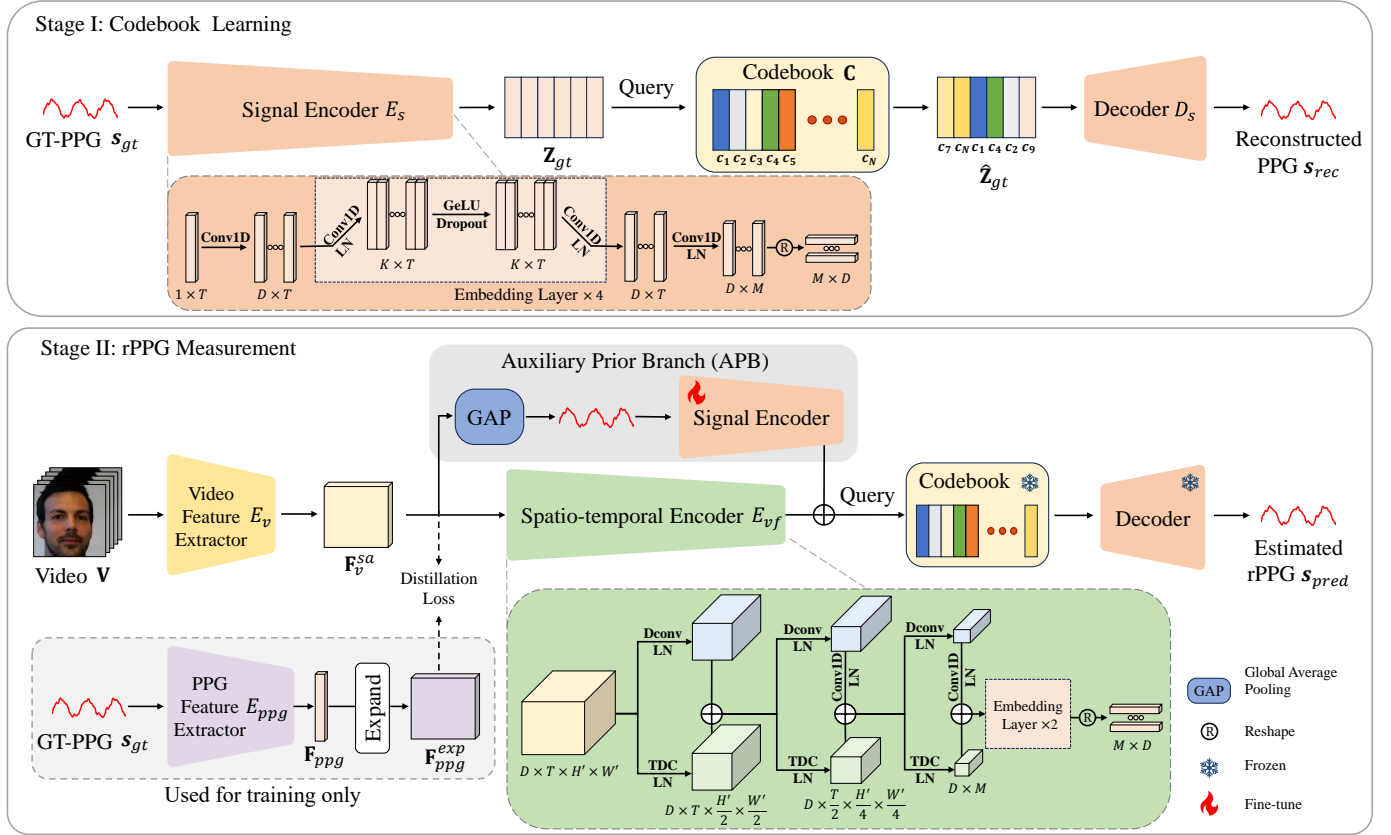 Stage I: Codebook Learning
GT-PPG s_gt
Signal Encoder E_s
Z_gt
Query
Codebook C
c_1 c_2 c_3 c_4 c_5
c_N
c_7 c_N c_1 c_4 c_2 c_9
Ẑ_gt
Decoder D_s
Reconstructed
PPG s_rec
1 × T
Conv1D
D × T
Conv1D
LN
K × T
GeLU
Dropout
K × T
Conv1D
LN
Embedding Layer × 4
D × T
Conv1D
LN
D × M
R
M × D
Stage II: rPPG Measurement
Auxiliary Prior Branch (APB)
GAP
Signal Encoder
Video V
Video
Feature E_v
Extractor
F_v^sa
Spatio-temporal Encoder E_vf
Query
Codebook
Decoder
Estimated
rPPG s_pred
Distillation
Loss
GT-PPG s_gt
PPG
Feature E_ppg
Extractor
F_ppg
Expand
F_ppg^exp
Used for training only
D × T × H′ × W′
Dconv
LN
TDC
LN
D × T × H′/2 × W′/2
Dconv
LN
Conv1D
LN
TDC
LN
D × T/2 × H′/4 × W′/4
Dconv
LN
Conv1D
LN
TDC
LN
D × M
Embedding
Layer ×2
R
M × D
GAP
Global Average
Pooling
R
Reshape
Frozen
Fine-tune